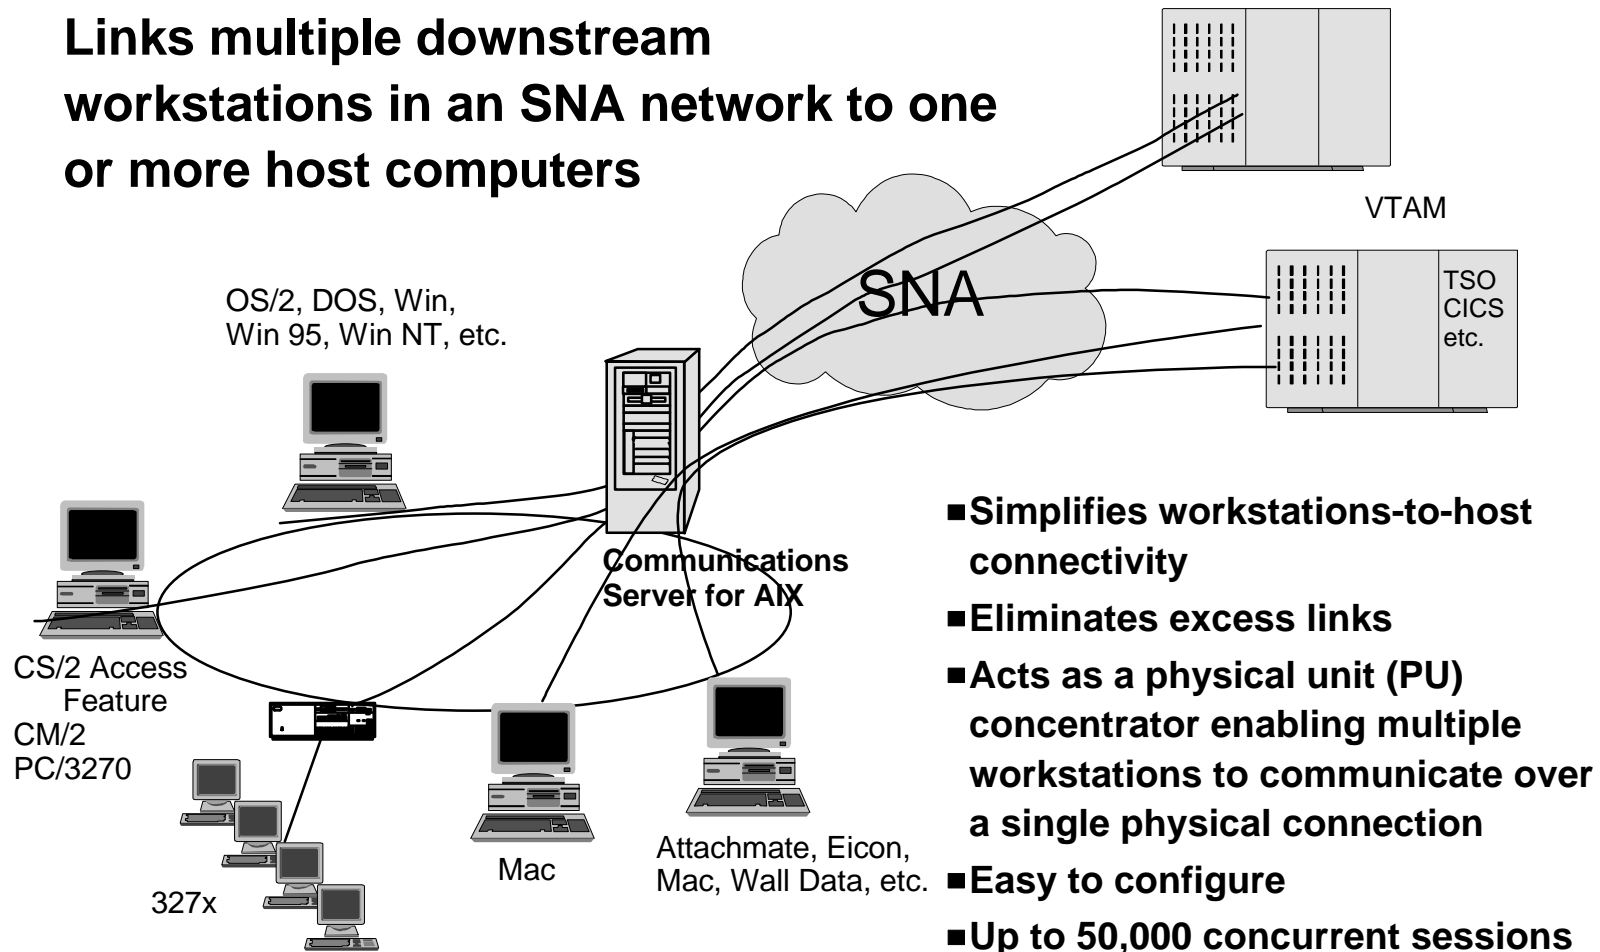 Links multiple downstream
workstations in an SNA network to one
or more host computers
VTAM
SNA
TSO
CICS
etc.
OS/2, DOS, Win,
Win 95, Win NT, etc.
Communications
Server for AIX
CS/2 Access
Feature
CM/2
PC/3270
327x
Mac
Attachmate, Eicon,
Mac, Wall Data, etc.
■Simplifies workstations-to-host
connectivity
■Eliminates excess links
■Acts as a physical unit (PU)
concentrator enabling multiple
workstations to communicate over
a single physical connection
■Easy to configure
■Up to 50,000 concurrent sessions